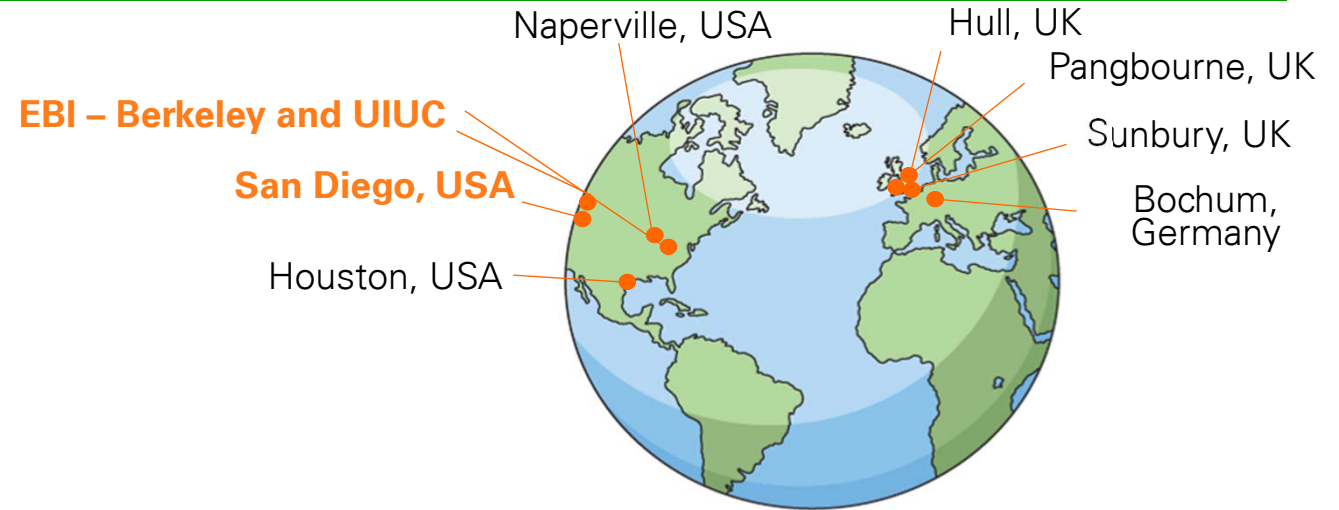 Naperville, USA
Hull, UK
Pangbourne, UK
EBI – Berkeley and UIUC
Sunbury, UK
San Diego, USA
Bochum,
Germany
Houston, USA